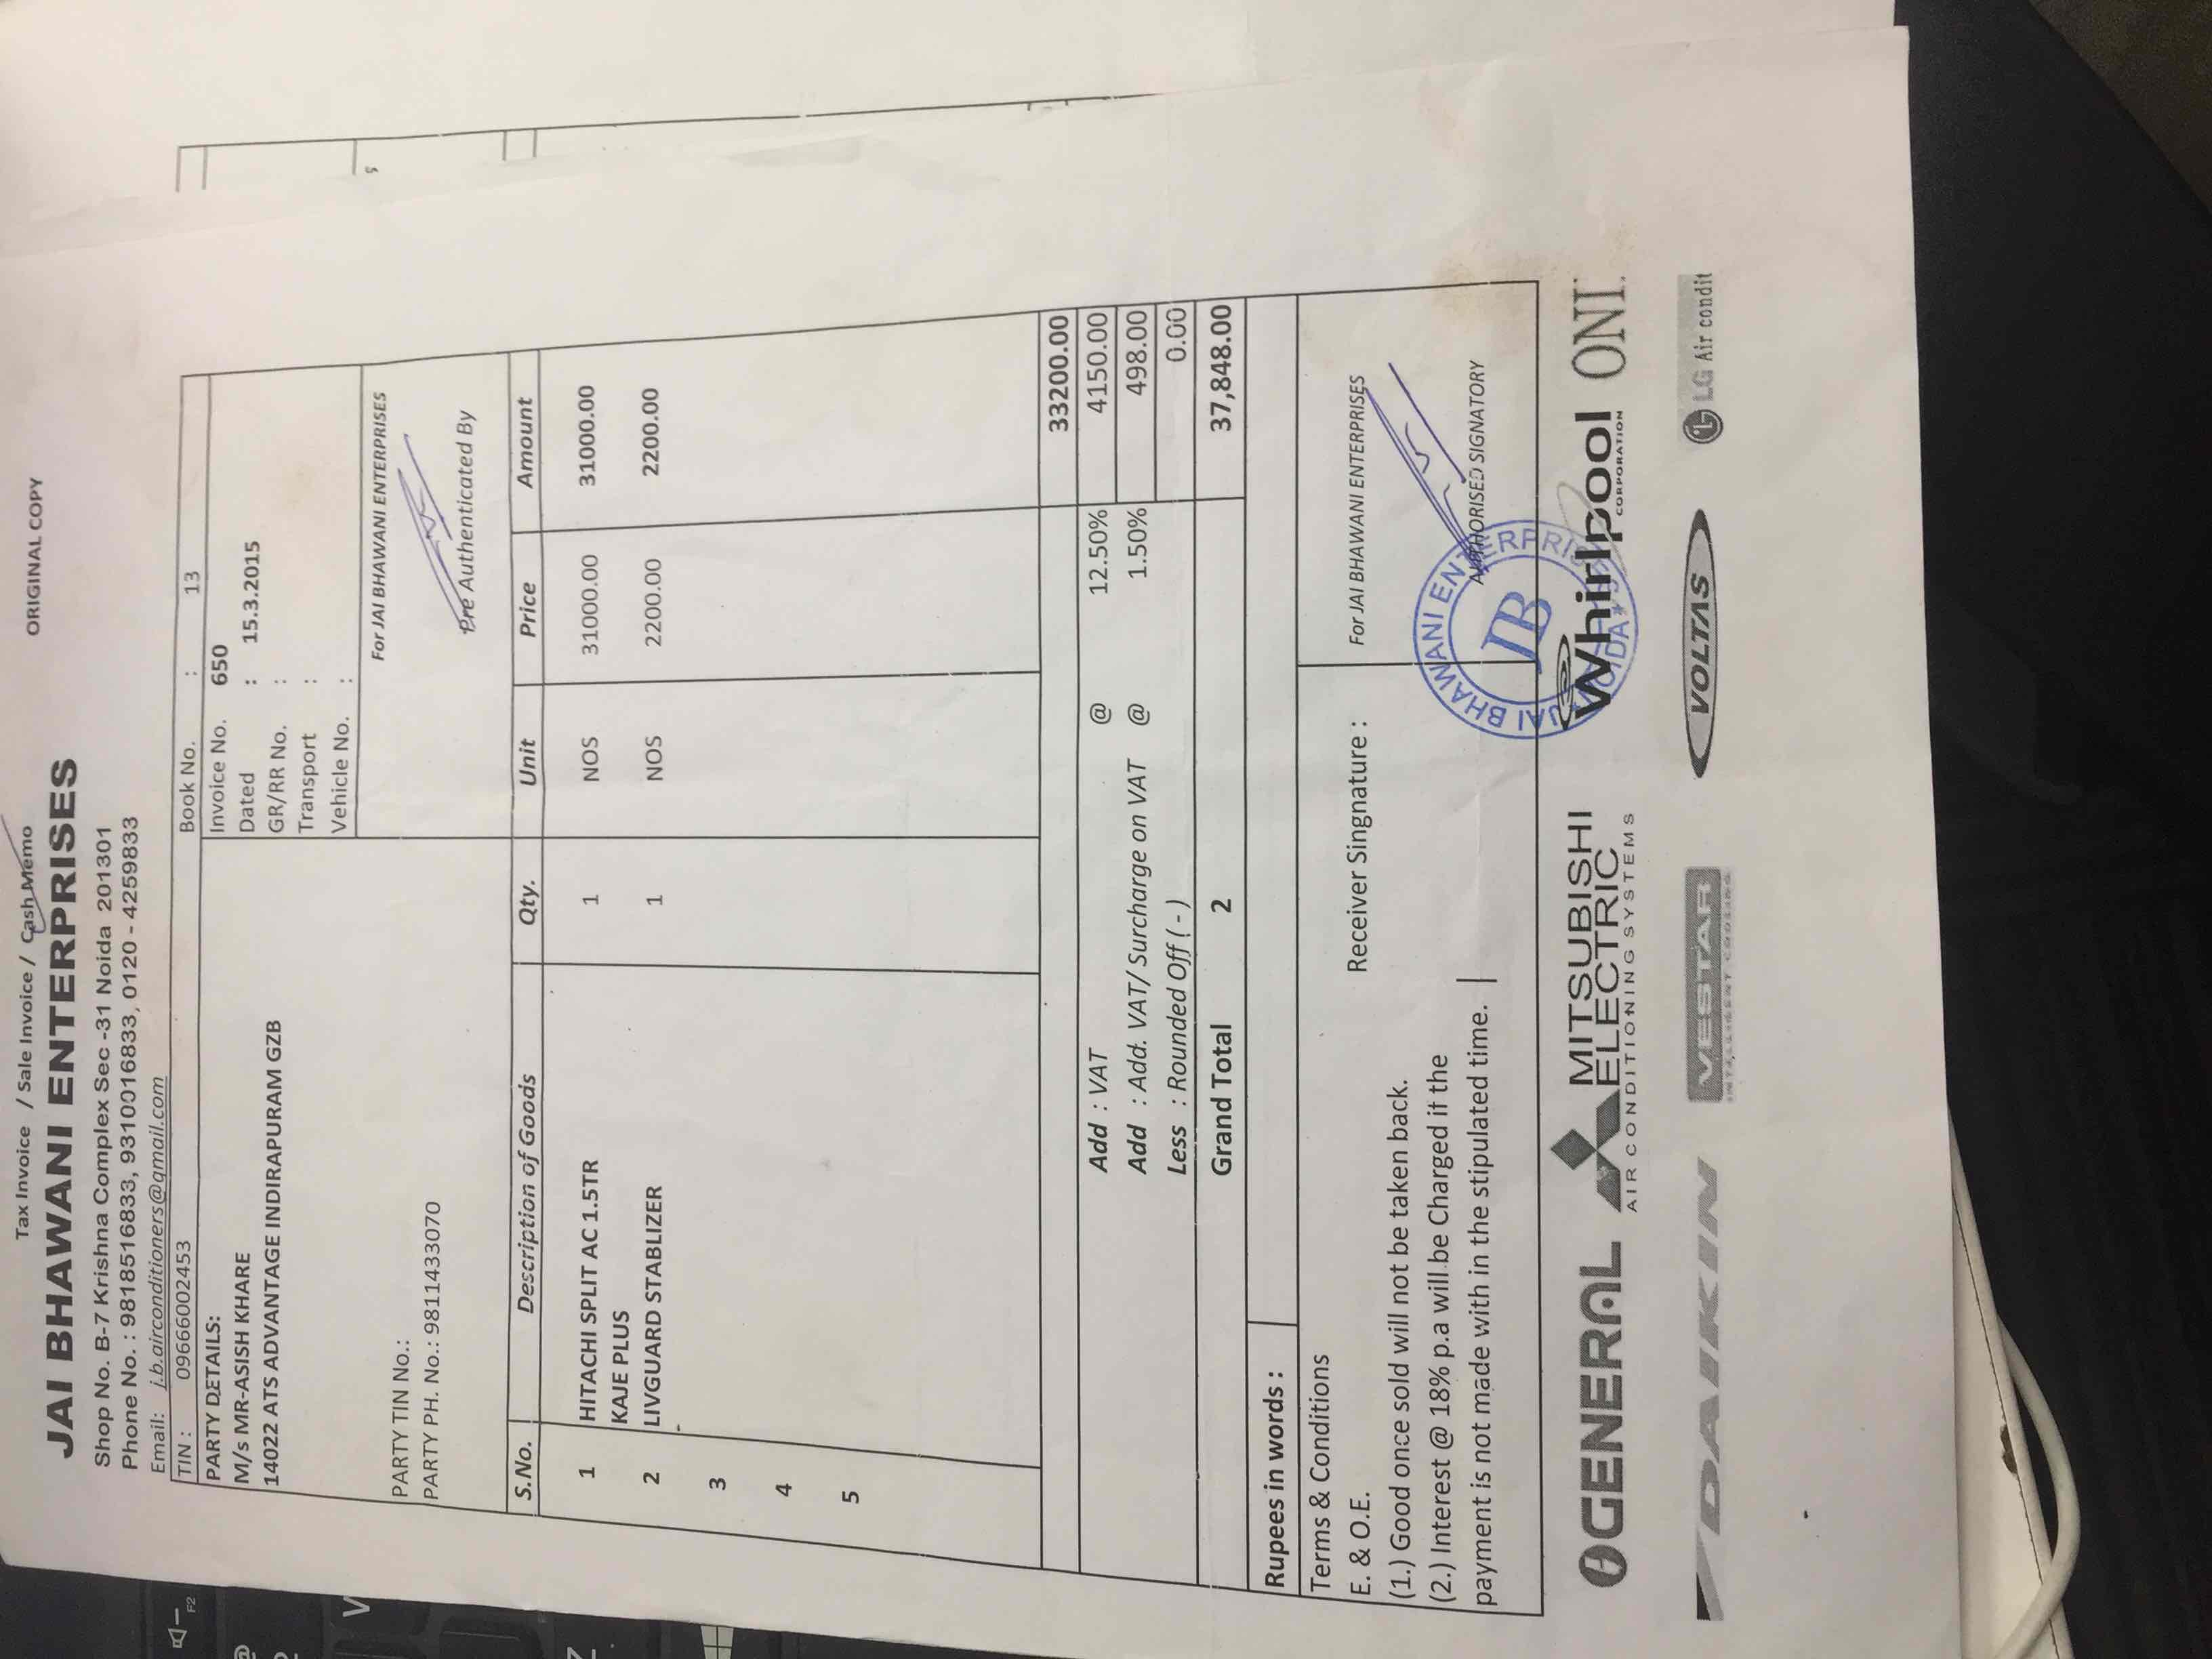 Tax Invoice / Sale Invoice / Cash Memo
ORIGINAL COPY
JAI BHAWANI ENTERPRISES
Shop No. B-7 Krishna Complex Sec -31 Noida 201301
Phone No. : 9818516833, 9310016833, 0120 - 4259833
Email: j.b.airconditioners@gmail.com
TIN : 09666002453
Book No. : 13
PARTY DETAILS:
M/s MR-ASISH KHARE
14022 ATS ADVANTAGE INDIRAPURAM GZB
Invoice No. 650
Dated : 15.3.2015
GR/RR No. :
Transport :
Vehicle No. :
PARTY TIN No.:
PARTY PH. No.: 9811433070
For JAI BHAWANI ENTERPRISES
Pre Authenticated By
S.No. Description of Goods Qty. Unit Price Amount
1 HITACHI SPLIT AC 1.5TR 1 NOS 31000.00 31000.00
KAJE PLUS
2 LIVGUARD STABLIZER 1 NOS 2200.00 2200.00
-
3
4
5
33200.00
Add : VAT @ 12.50% 4150.00
Add : Add. VAT/ Surcharge on VAT @ 1.50% 498.00
Less : Rounded Off ( - ) 0.00
Grand Total 2 37,848.00
Rupees in words :
Terms & Conditions
E. & O.E.
(1.) Good once sold will not be taken back.
(2.) Interest @ 18% p.a will be Charged if the
payment is not made with in the stipulated time.
Receiver Singnature :
For JAI BHAWANI ENTERPRISES
AUTHORISED SIGNATORY
JAI BHAWANI ENTERPRISES
JB
NOIDA
GENERAL
MITSUBISHI
ELECTRIC
AIR CONDITIONING SYSTEMS
Whirlpool
CORPORATION
ONI
DAIKIN
VESTAR
INTELLIGENT COOLING
VOLTAS
LG Air condit
F2